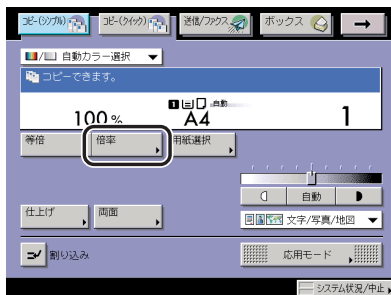 コピー(シンプル) コピー(クイック) 送信/ファクス ボックス
自動カラー選択
コピーできます。
100 % 1 自動 A4 1
等倍 倍率 用紙選択
自動
仕上げ 両面 文字/写真/地図
割り込み 応用モード
システム状況/中止